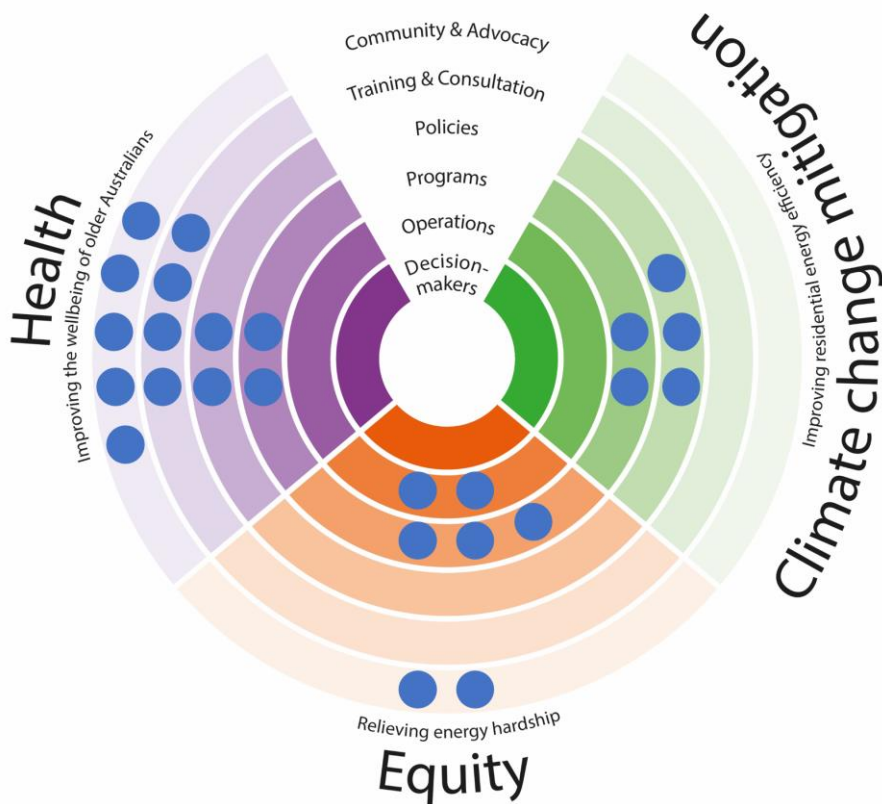 Community & Advocacy
Training & Consultation
Policies
Programs
Operations
Decision-
makers
Health
Improving the wellbeing of older Australians
Climate change mitigation
Improving residential energy efficiency
Relieving energy hardship
Equity